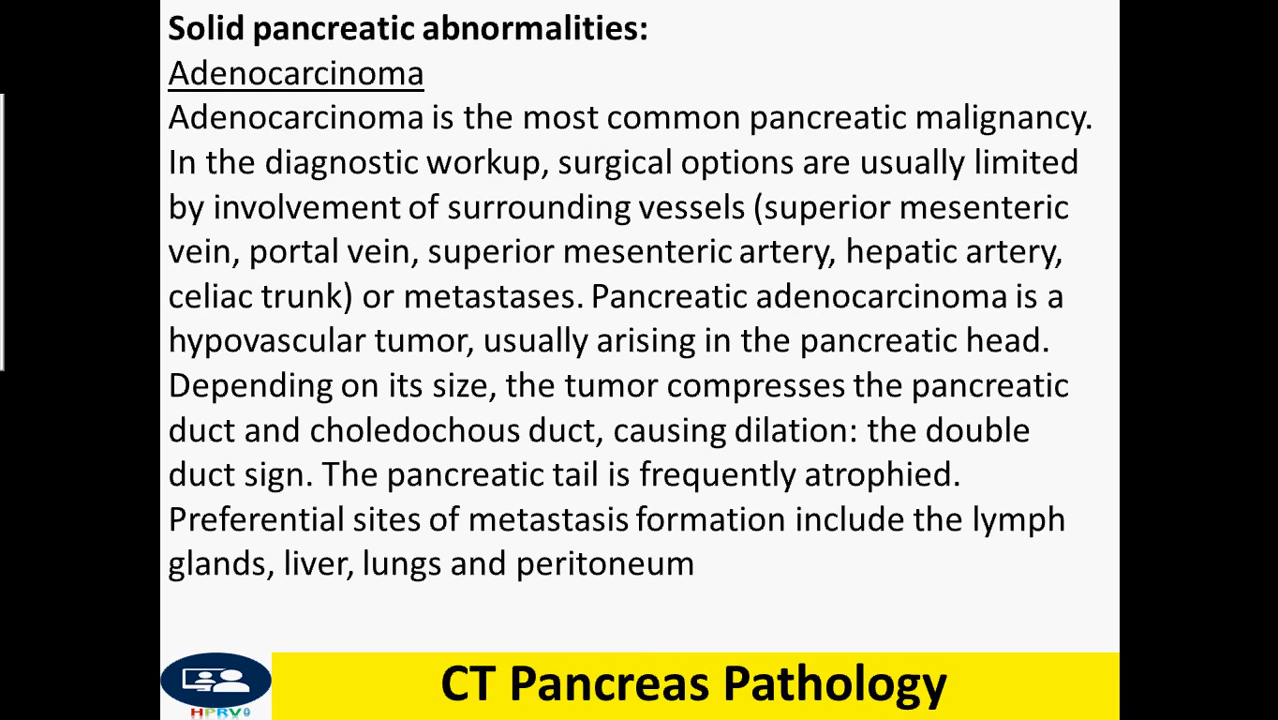 Solid pancreatic abnormalities:
Adenocarcinoma
Adenocarcinoma is the most common pancreatic malignancy.
In the diagnostic workup, surgical options are usually limited
by involvement of surrounding vessels (superior mesenteric
vein, portal vein, superior mesenteric artery, hepatic artery,
celiac trunk) or metastases. Pancreatic adenocarcinoma is a
hypovascular tumor, usually arising in the pancreatic head.
Depending on its size, the tumor compresses the pancreatic
duct and choledochous duct, causing dilation: the double
duct sign. The pancreatic tail is frequently atrophied.
Preferential sites of metastasis formation include the lymph
glands, liver, lungs and peritoneum
CT Pancreas Pathology